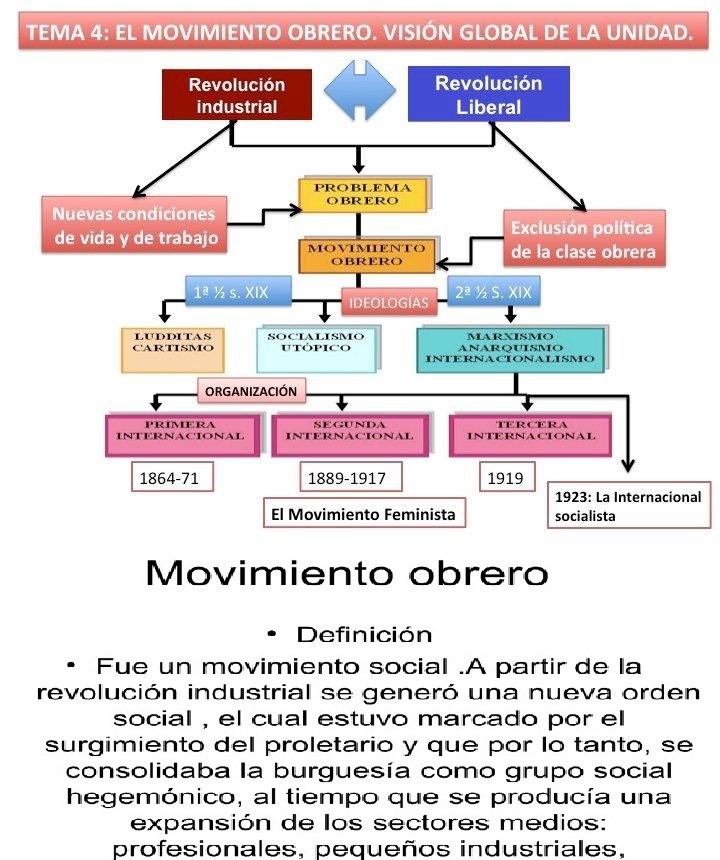 TEMA 4: EL MOVIMIENTO OBRERO. VISIÓN GLOBAL DE LA UNIDAD.
Revolución
industrial
Revolución
Liberal
PROBLEMA
OBRERO
Nuevas condiciones
de vida y de trabajo
Exclusión política
de la clase obrera
MOVIMIENTO
OBRERO
1ª ½ s. XIX
IDEOLOGÍAS
2ª ½ S. XIX
LUDDITAS
CARTISMO
SOCIALISMO
UTÓPICO
MARXISMO
ANARQUISMO
INTERNACIONALISMO
ORGANIZACIÓN
PRIMERA
INTERNACIONAL
SEGUNDA
INTERNACIONAL
TERCERA
INTERNACIONAL
1864-71
1889-1917
1919
1923: La Internacional
socialista
El Movimiento Feminista
Movimiento obrero
• Definición
• Fue un movimiento social .A partir de la
revolución industrial se generó una nueva orden
social , el cual estuvo marcado por el
surgimiento del proletario y que por lo tanto, se
consolidaba la burguesía como grupo social
hegemónico, al tiempo que se producía una
expansión de los sectores medios:
profesionales, pequeños industriales,